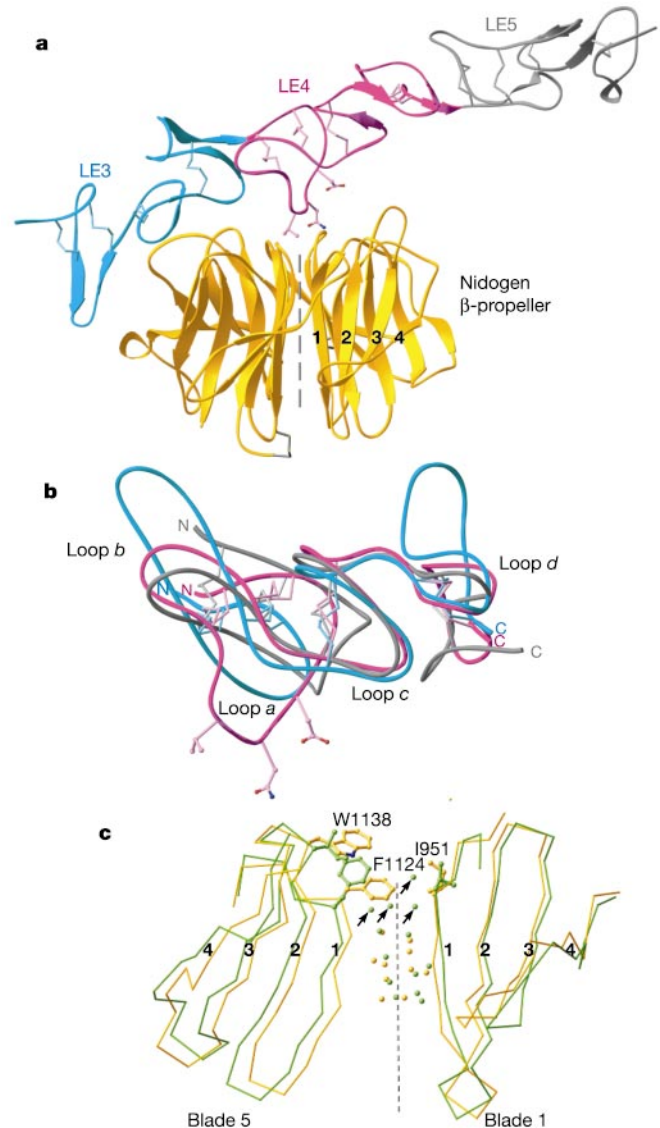 a
LE5
LE4
LE3
Nidogen
β-propeller
1 2 3 4
b
N
Loop b
N N
Loop d
C
C
C
Loop a
Loop c
c
W1138
I951
F1124
4 3 2 1 1 2 3 4
Blade 5
Blade 1